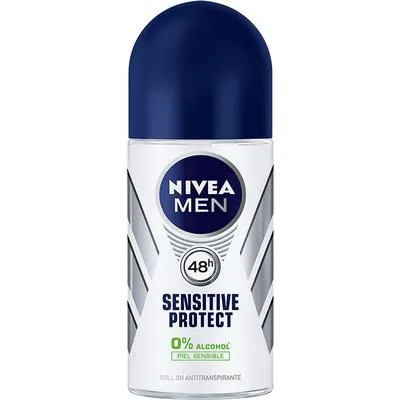 NIVEA
MEN
48h
SENSITIVE
PROTECT
0% ALCOHOL*
PIEL SENSIBLE
ROLL ON ANTITRANSPIRANTE